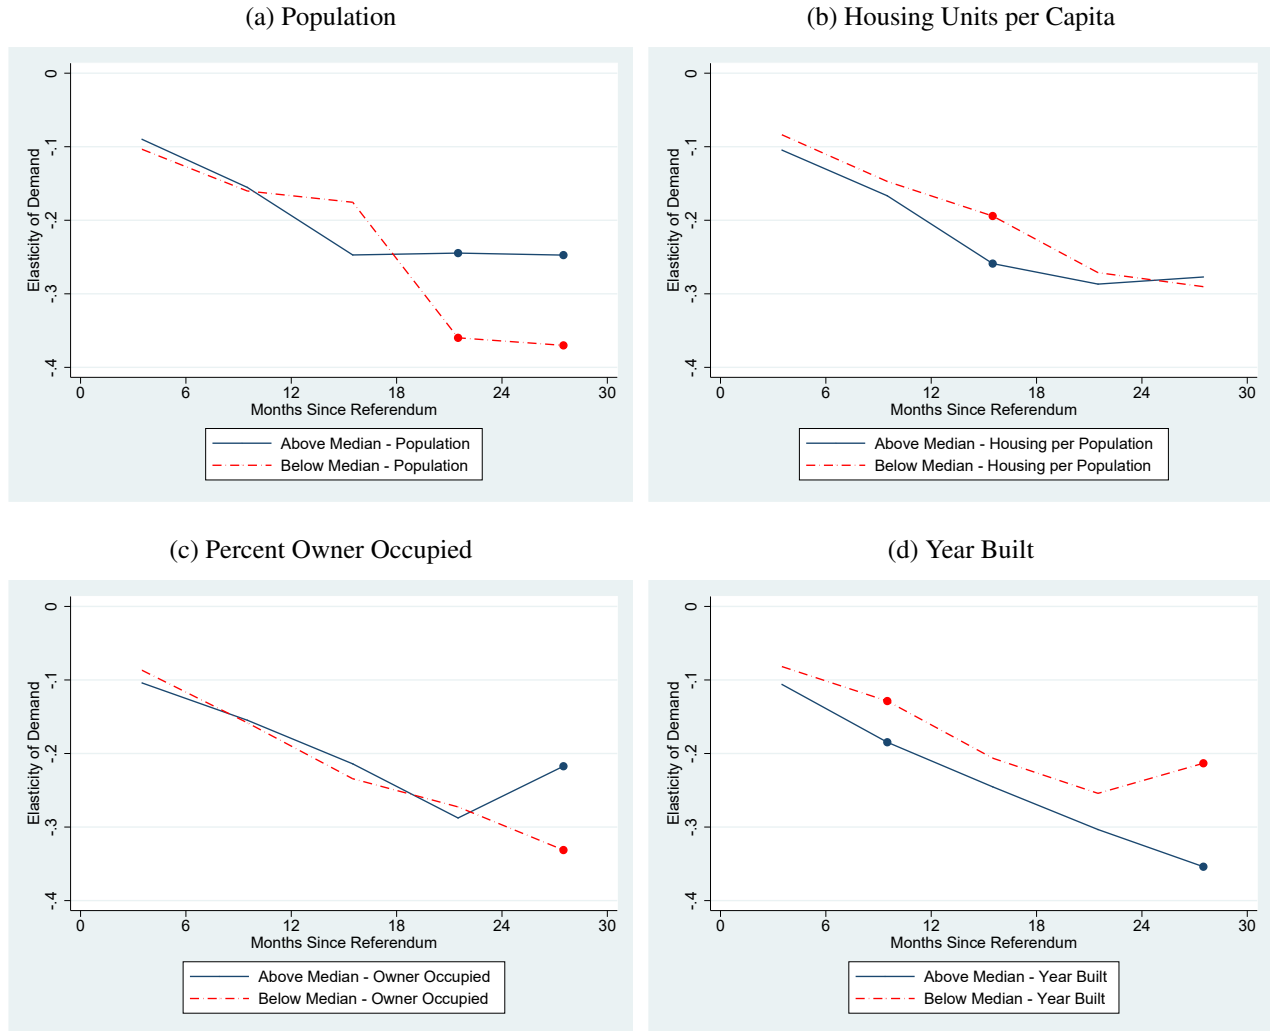 (a) Population
0
-.1
-.2
-.3
-.4
Elasticity of Demand
0 6 12 18 24 30
Months Since Referendum
Above Median - Population
Below Median - Population
(b) Housing Units per Capita
0
-.1
-.2
-.3
-.4
Elasticity of Demand
0 6 12 18 24 30
Months Since Referendum
Above Median - Housing per Population
Below Median - Housing per Population
(c) Percent Owner Occupied
0
-.1
-.2
-.3
-.4
Elasticity of Demand
0 6 12 18 24 30
Months Since Referendum
Above Median - Owner Occupied
Below Median - Owner Occupied
(d) Year Built
0
-.1
-.2
-.3
-.4
Elasticity of Demand
0 6 12 18 24 30
Months Since Referendum
Above Median - Year Built
Below Median - Year Built